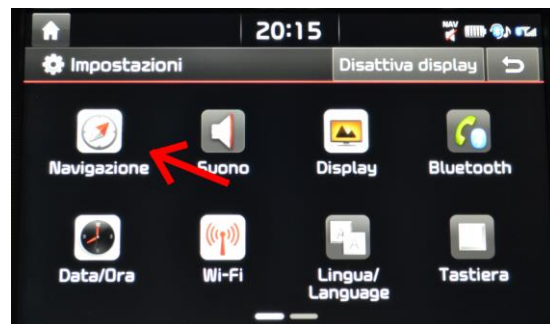 20:15
NAV
Impostazioni
Disattiva display
Navigazione
Suono
Display
Bluetooth
Data/Ora
Wi-Fi
Lingua/
Language
Tastiera